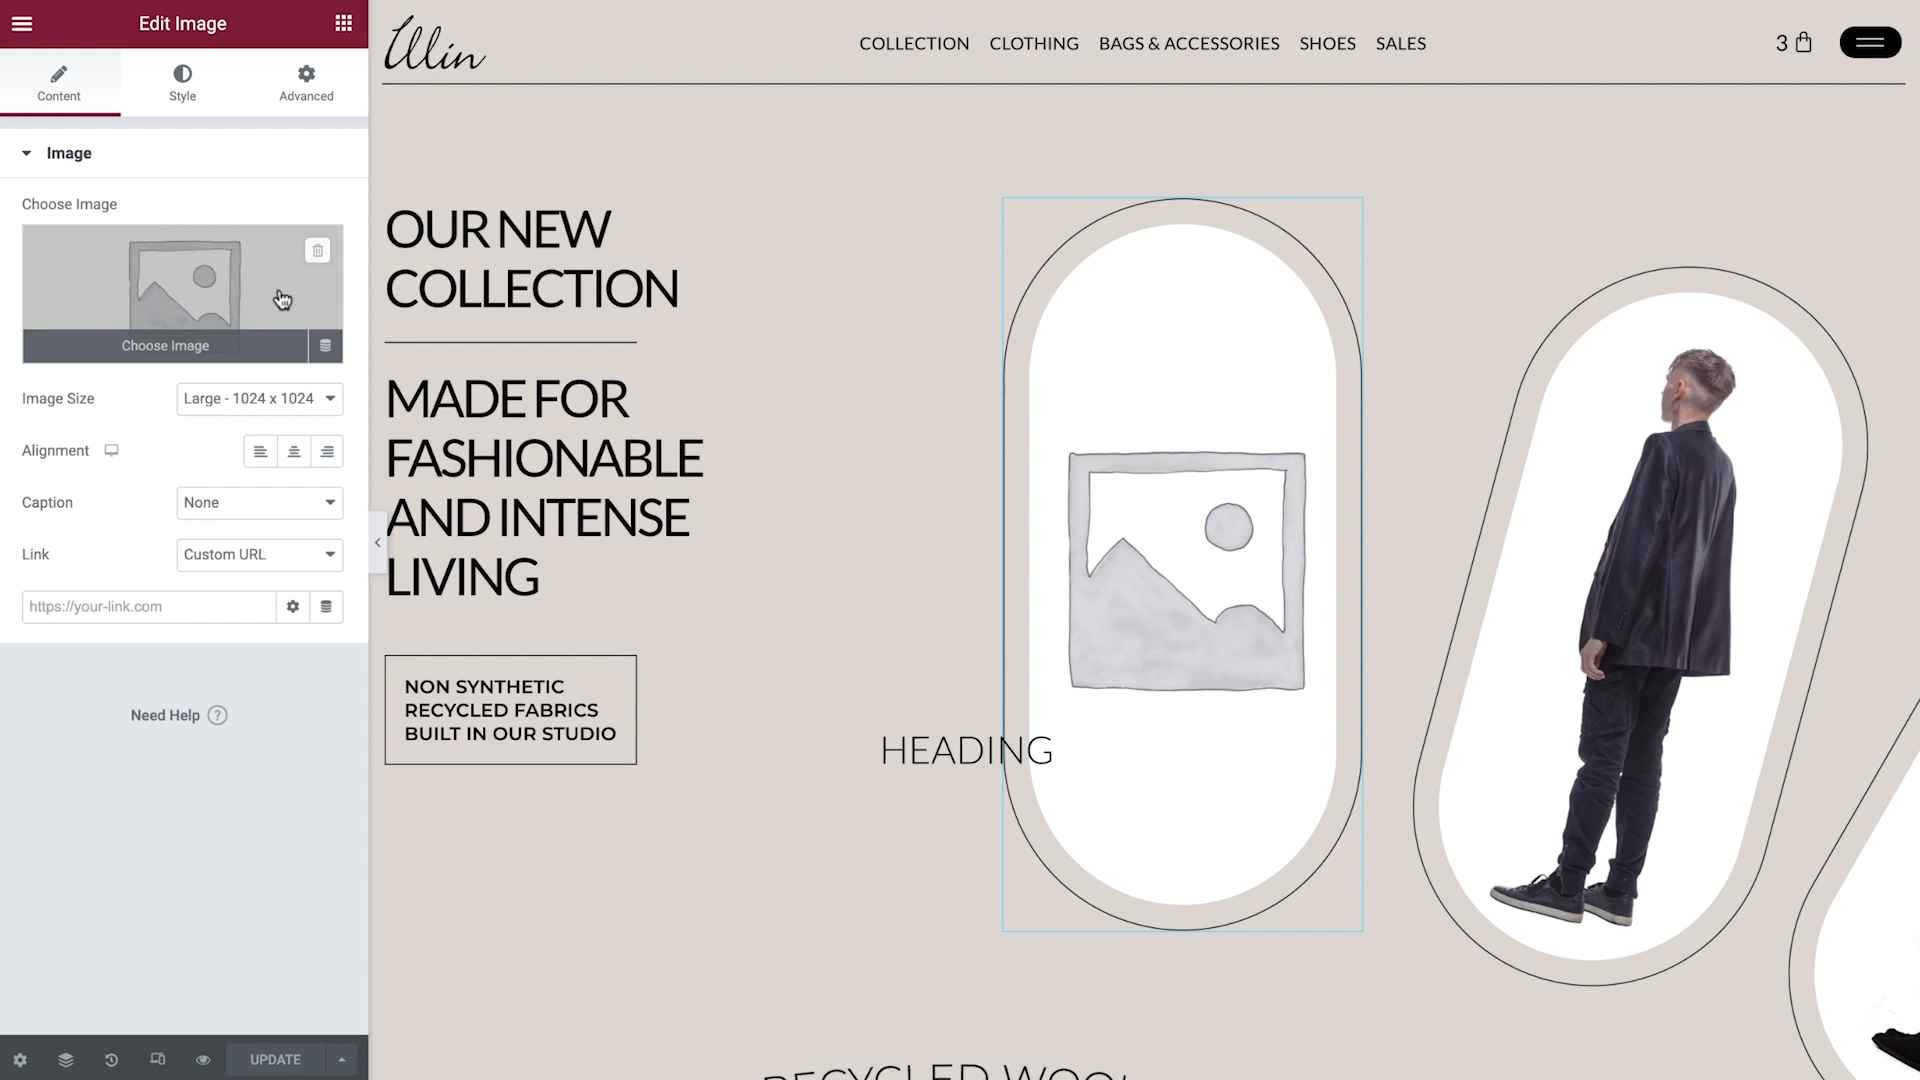 Edit Image
Content
Style
Advanced
Image
Choose Image
Choose Image
Image Size
Large - 1024 x 1024
Alignment
Caption
None
Link
Custom URL
https://your-link.com
Need Help
?
UPDATE
COLLECTION
CLOTHING
BAGS & ACCESSORIES
SHOES
SALES
3
OUR NEW
COLLECTION
MADE FOR
FASHIONABLE
AND INTENSE
LIVING
NON SYNTHETIC
RECYCLED FABRICS
BUILT IN OUR STUDIO
HEADING
RECYCLED WOOL